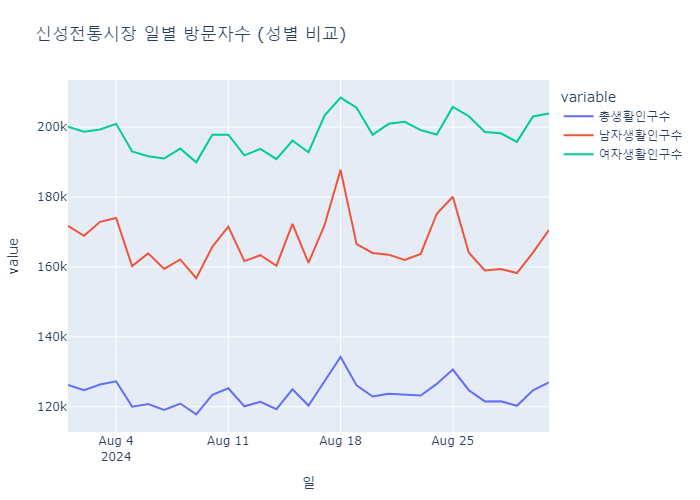 신성전통시장 일별 방문자수 (성별 비교)
variable
총생활인구수
남자생활인구수
여자생활인구수
200k
180k
160k
140k
120k
value
Aug 4
2024
Aug 11
Aug 18
Aug 25
일